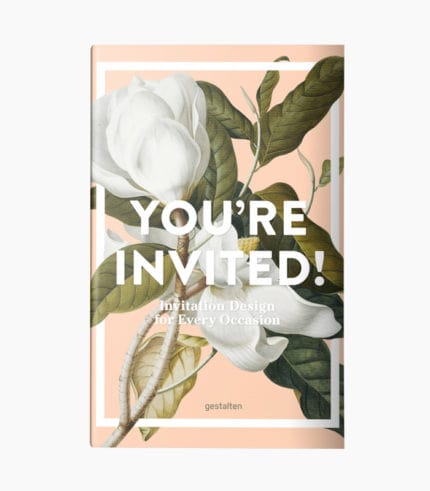 YOU'RE
INVITED!
Invitation Design
for Every Occasion
gestalten